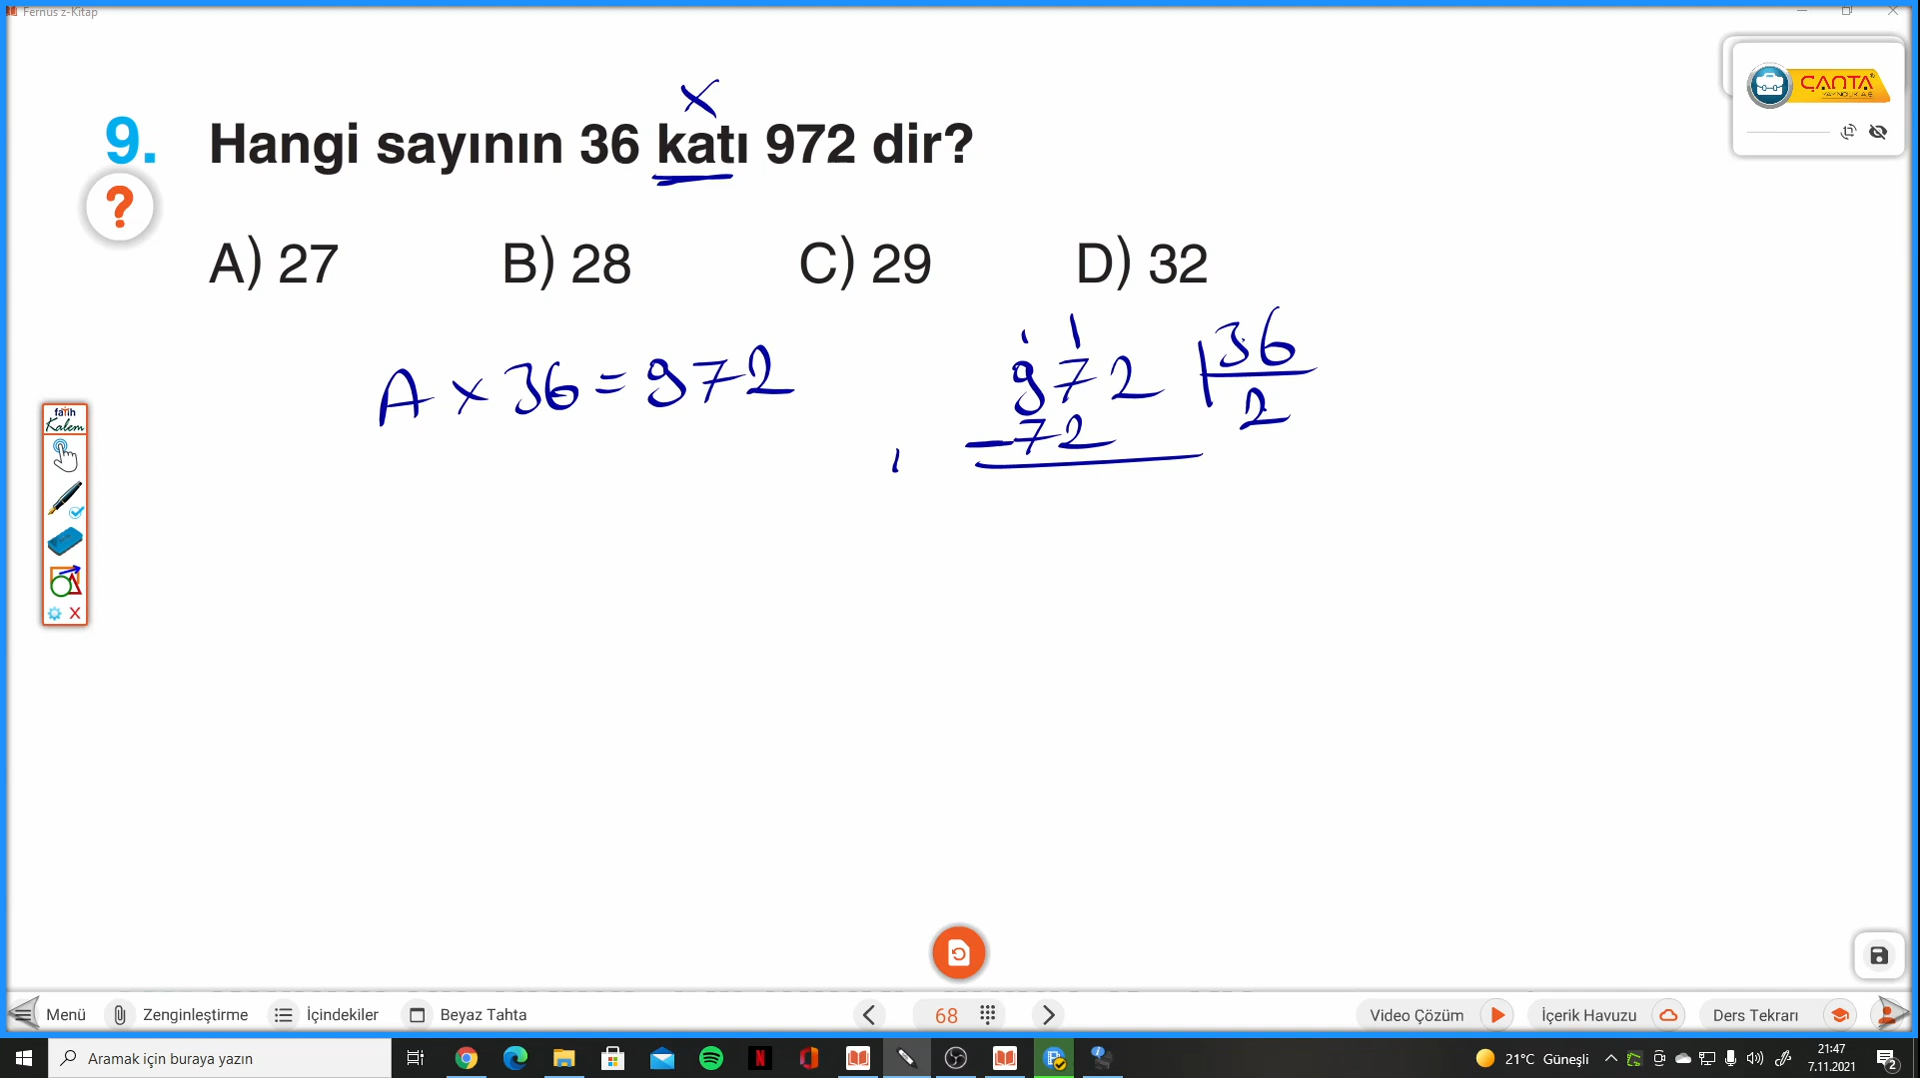 Fernus z-Kitap
ÇANTA
YAYINCILIK A.Ş.
x
9. Hangi sayının 36 katı 972 dir?
?
A) 27 B) 28 C) 29 D) 32
A x 36 = 972
972 36
2
-72
fatih
Kalem
Menü Zenginleştirme İçindekiler Beyaz Tahta 68 Video Çözüm İçerik Havuzu Ders Tekrarı
Aramak için buraya yazın 21°C Güneşli 21:47
7.11.2021
2